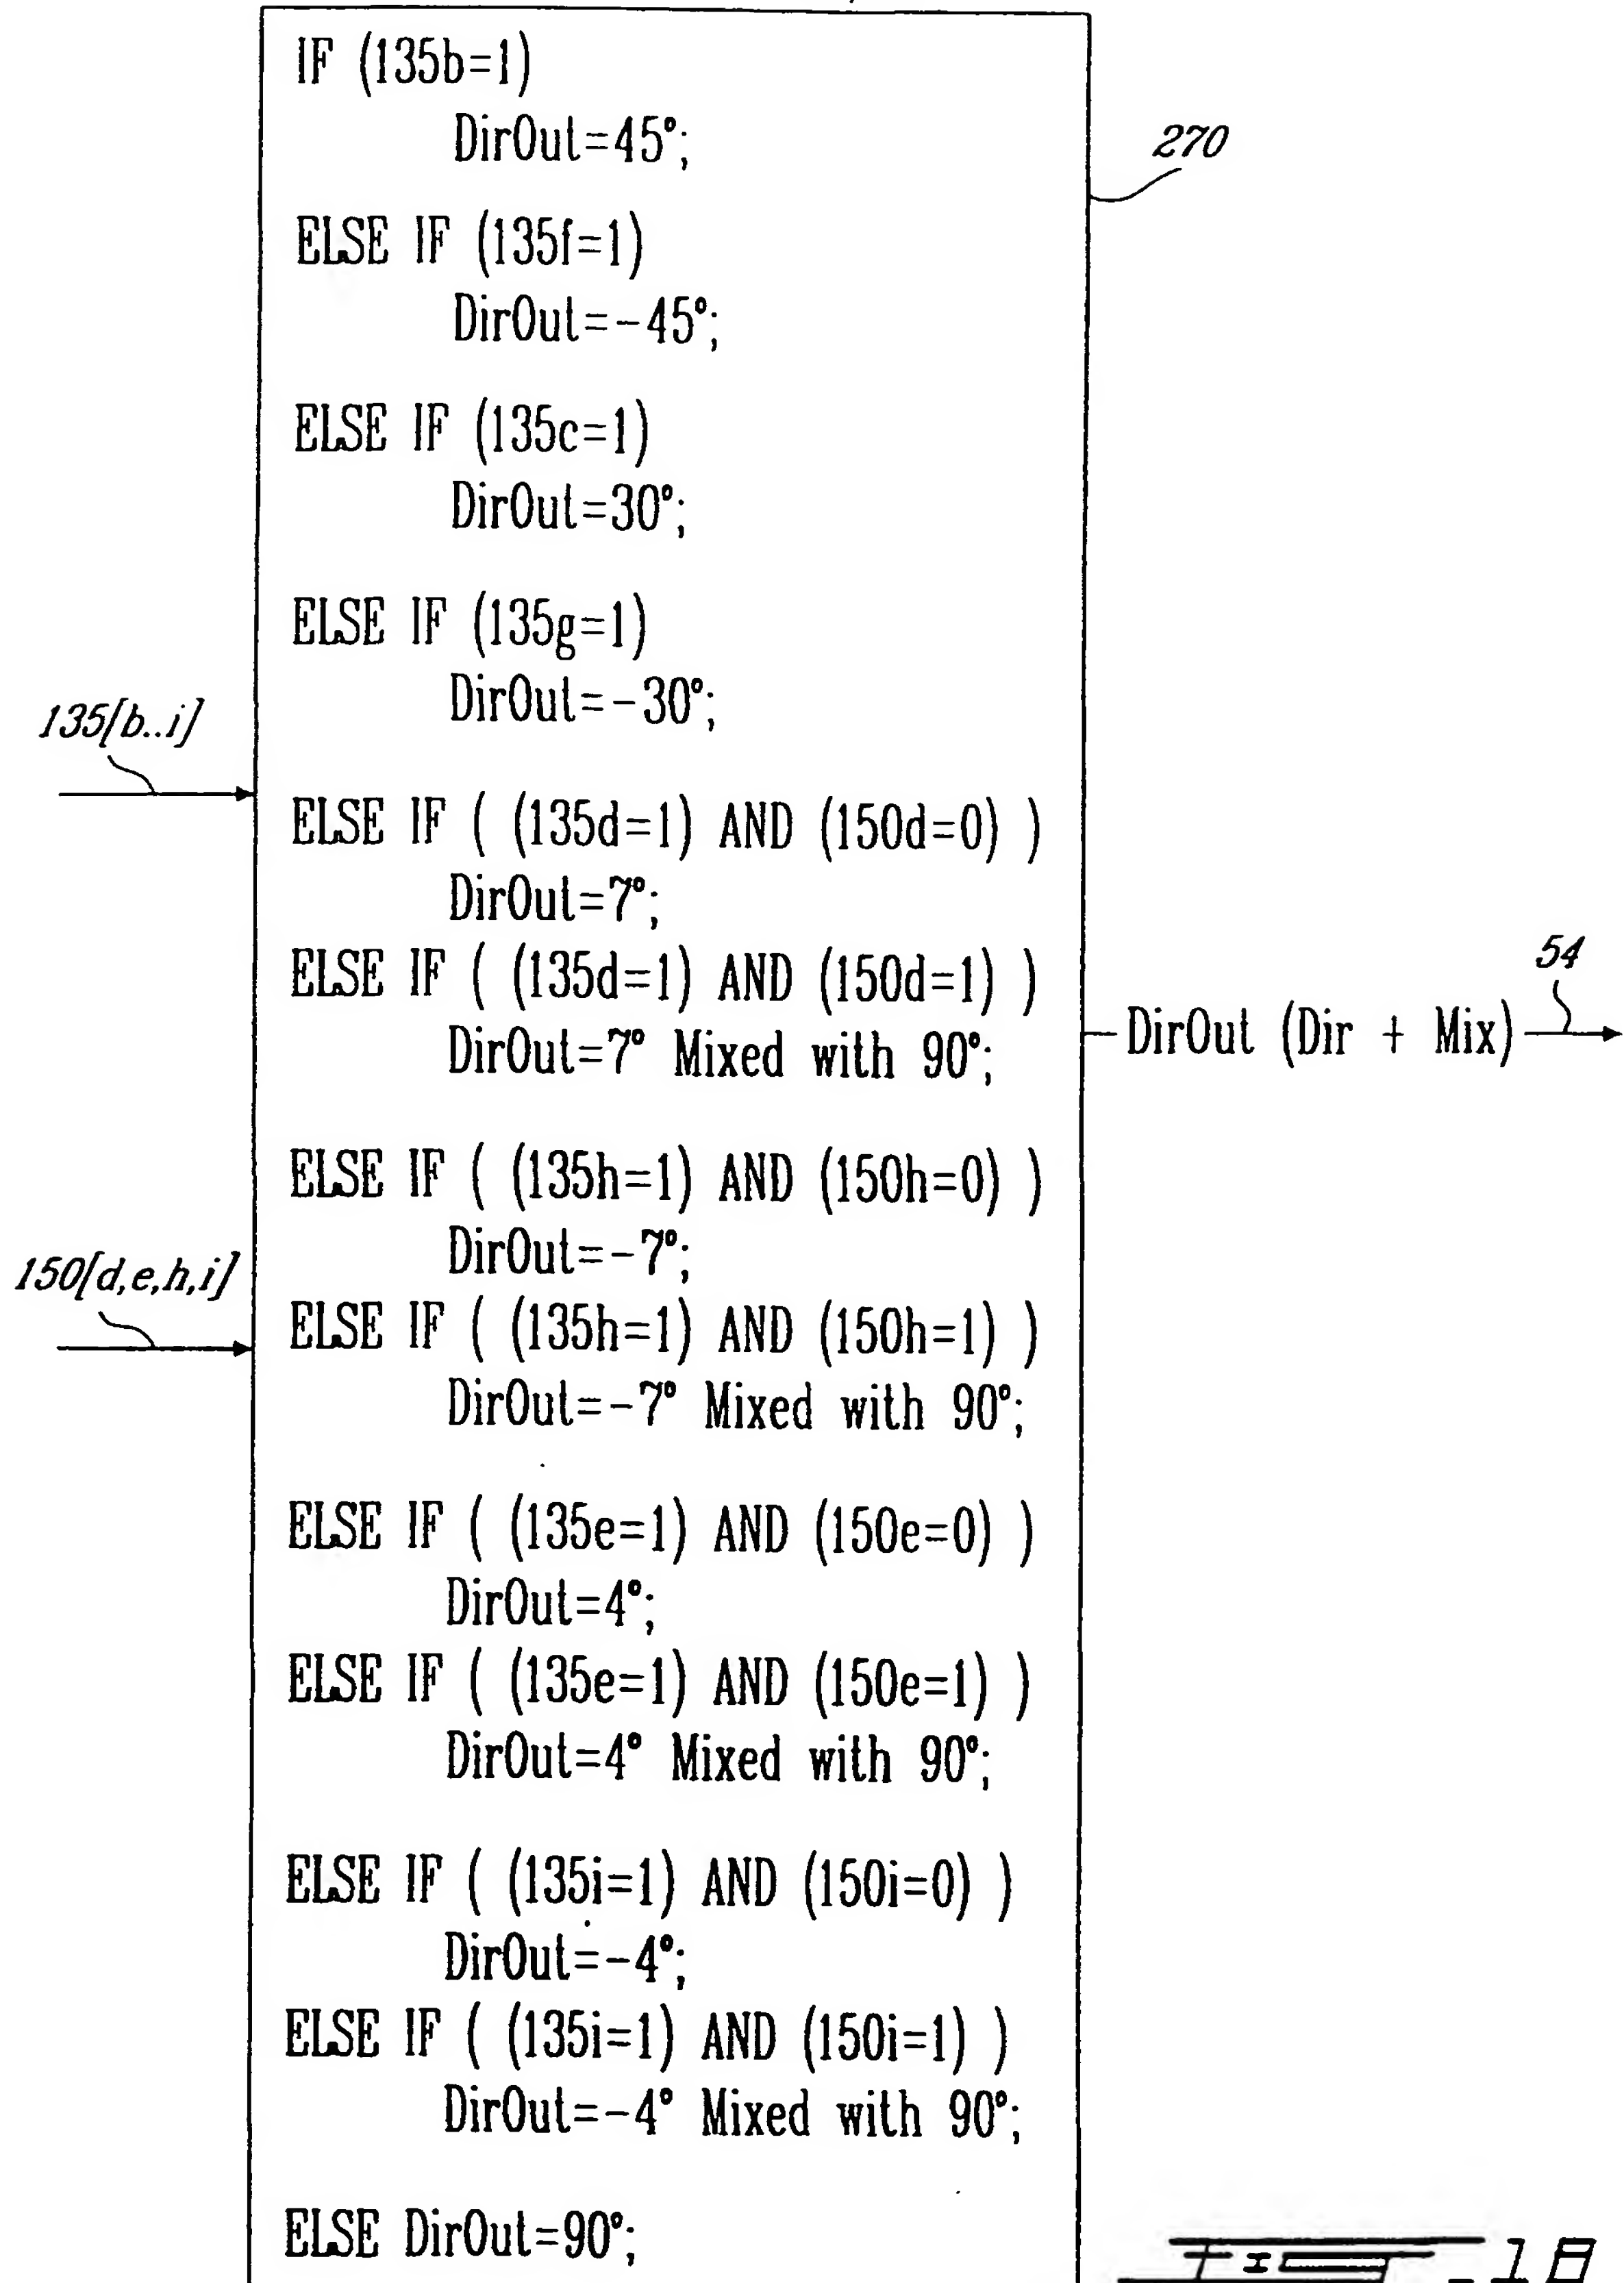 IF (135b=1)
DirOut=45°;
270
ELSE IF (135f=1)
DirOut=-45°;
ELSE IF (135c=1)
DirOut=30°;
ELSE IF (135g=1)
DirOut=-30°;
135[b..i]
ELSE IF ( (135d=1) AND (150d=0) )
DirOut=7°;
ELSE IF ( (135d=1) AND (150d=1) )
DirOut=7° Mixed with 90°;
54
DirOut (Dir + Mix)
ELSE IF ( (135h=1) AND (150h=0) )
DirOut=-7°;
150[d,e,h,i]
ELSE IF ( (135h=1) AND (150h=1) )
DirOut=-7° Mixed with 90°;
ELSE IF ( (135e=1) AND (150e=0) )
DirOut=4°;
ELSE IF ( (135e=1) AND (150e=1) )
DirOut=4° Mixed with 90°;
ELSE IF ( (135i=1) AND (150i=0) )
DirOut=-4°;
ELSE IF ( (135i=1) AND (150i=1) )
DirOut=-4° Mixed with 90°;
ELSE DirOut=90°;
FIG. 18